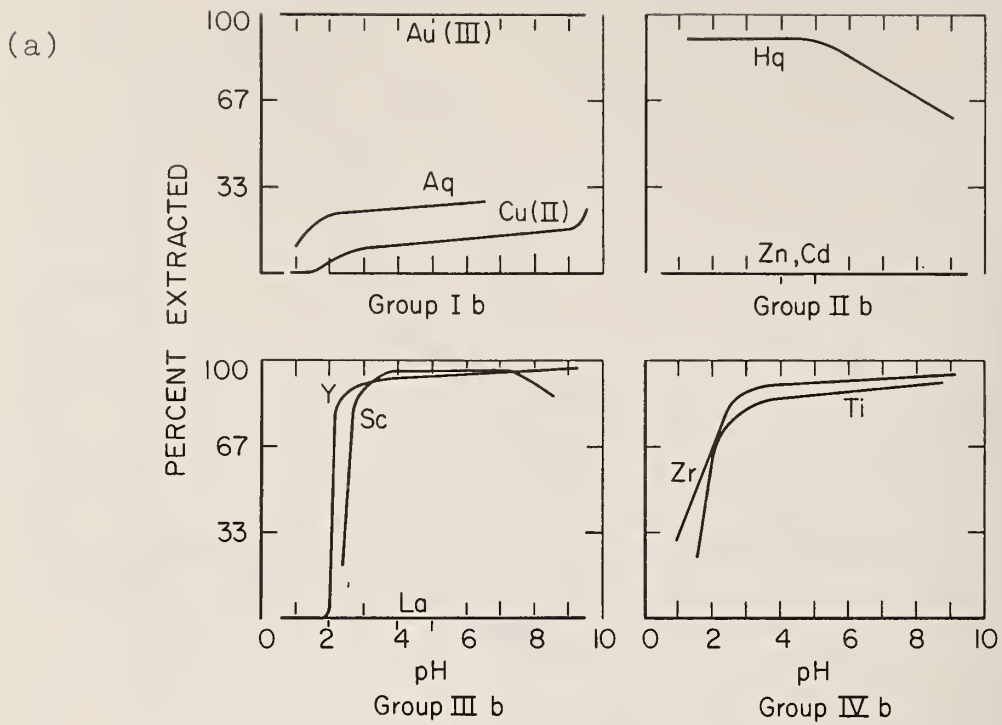 (a)
PERCENT EXTRACTED
100
67
33
Au (III)
Ag
Cu (II)
Group I b
Hg
Zn, Cd
Group II b
100
67
33
Y
Sc
La
0 2 4 6 8 10
pH
Group III b
Zr
Ti
0 2 4 6 8 10
pH
Group IV b